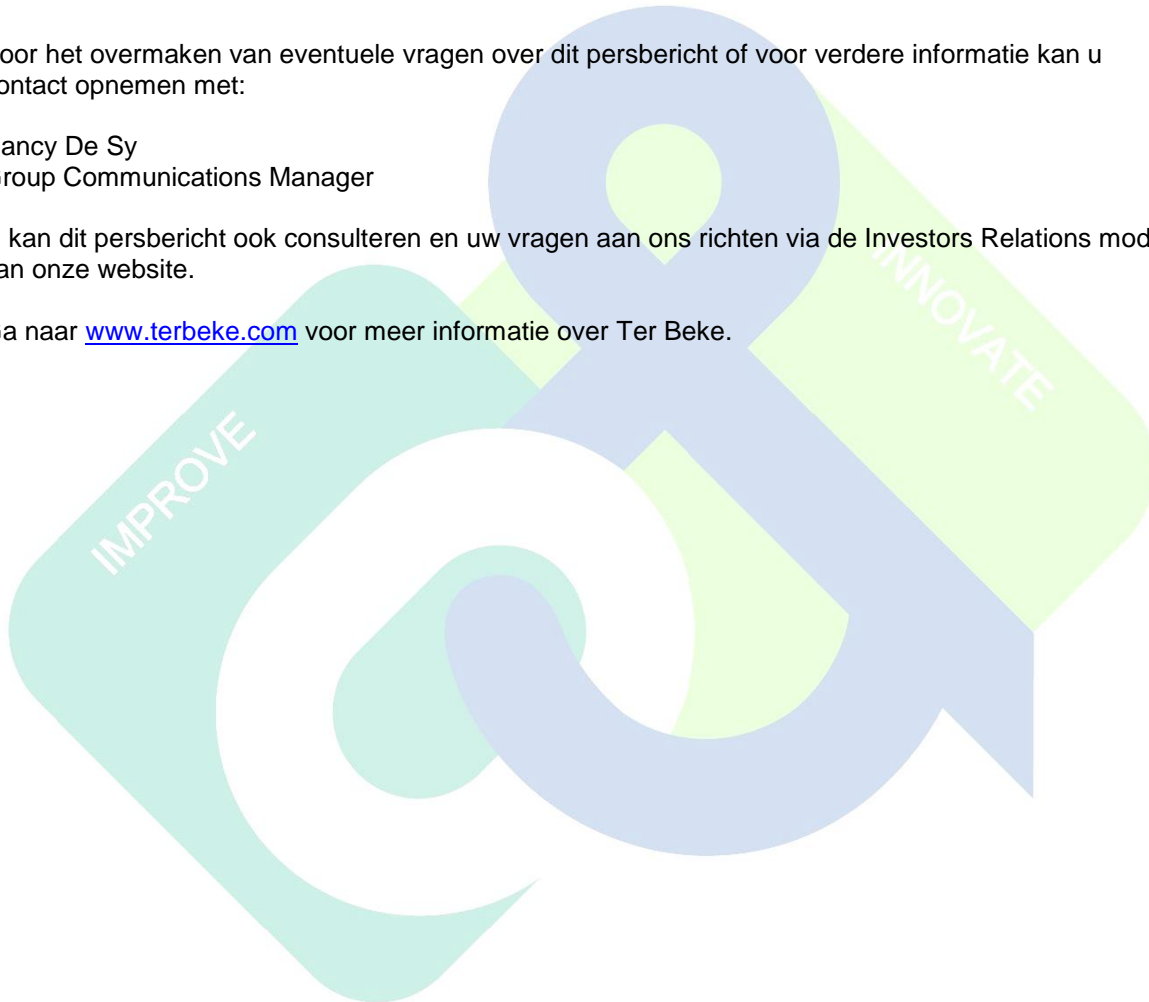 oor het overmaken van eventuele vragen over dit persbericht of voor verdere informatie kan u
ontact opnemen met:
ancy De Sy
roup Communications Manager
kan dit persbericht ook consulteren en uw vragen aan ons richten via de Investors Relations mod
an onze website.
a naar www.terbeke.com voor meer informatie over Ter Beke.
INNOVATE
IMPROVE